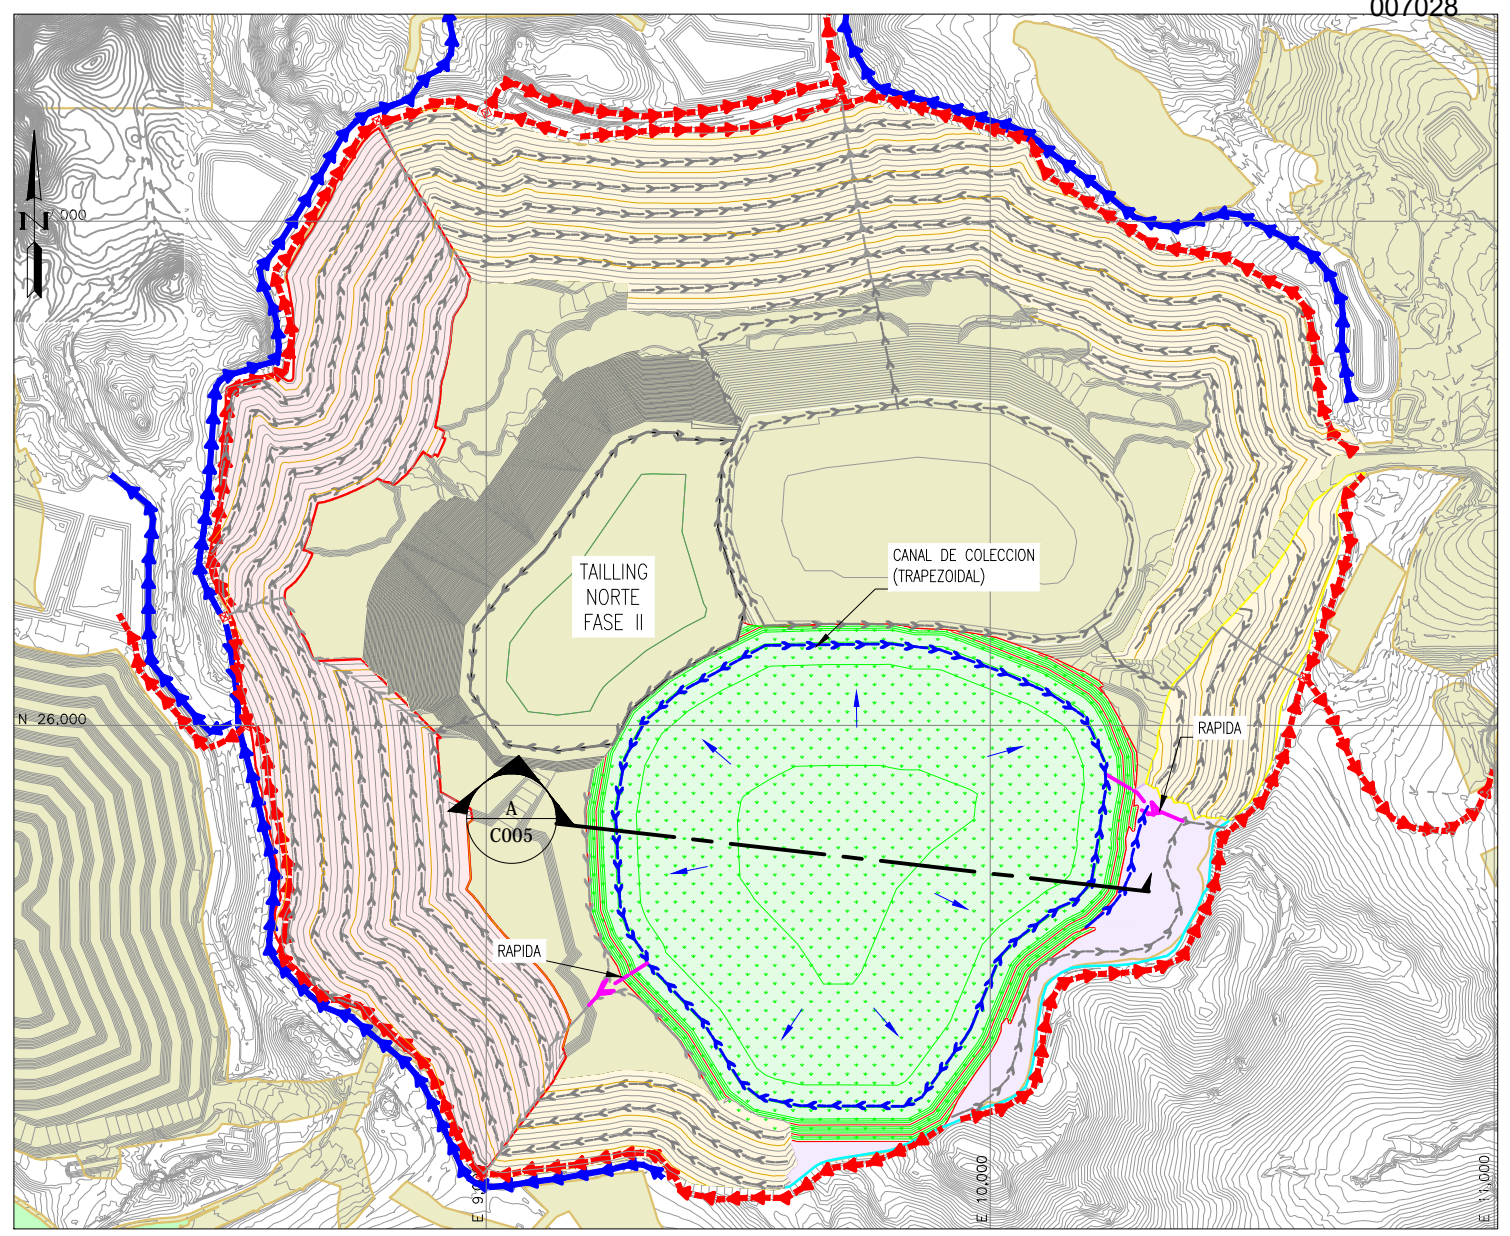 007028
N
000
CANAL DE COLECCION
(TRAPEZOIDAL)
TAILLING
NORTE
FASE II
N 26,000
RAPIDA
A
C005
RAPIDA
E 10,000
E 11,000